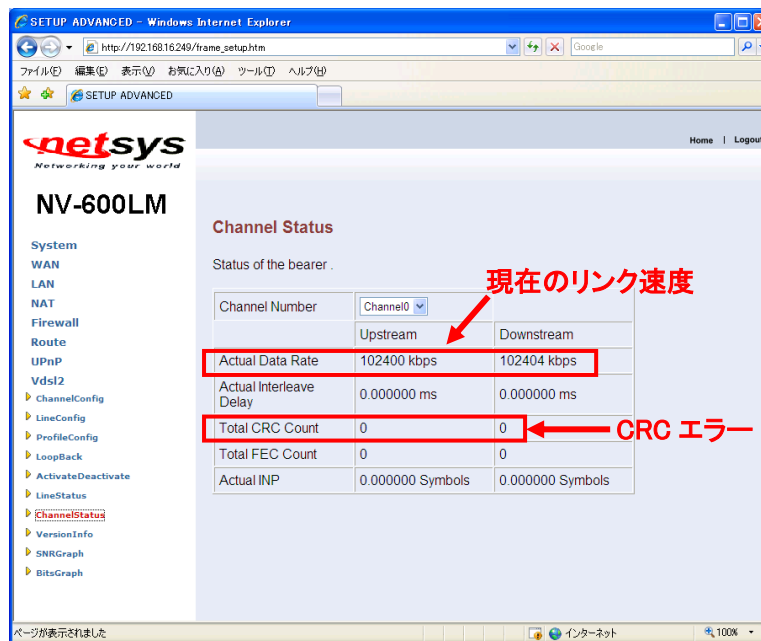 SETUP ADVANCED - Windows Internet Explorer
http://192.168.16.249/frame_setup.htm
Google
ファイル(F) 編集(E) 表示(V) お気に入り(A) ツール(T) ヘルプ(H)
SETUP ADVANCED
netsys
Networking your world
Home | Logout
NV-600LM
System
WAN
LAN
NAT
Firewall
Route
UPnP
Vdsl2
ChannelConfig
LineConfig
ProfileConfig
LoopBack
ActivateDeactivate
LineStatus
ChannelStatus
VersionInfo
SNRGraph
BitsGraph
Channel Status
Status of the bearer .
現在のリンク速度
Channel Number Channel0
Upstream Downstream
Actual Data Rate 102400 kbps 102404 kbps
Actual Interleave Delay 0.000000 ms 0.000000 ms
Total CRC Count 0 0
CRC エラー
Total FEC Count 0 0
Actual INP 0.000000 Symbols 0.000000 Symbols
ページが表示されました
インターネット
100%